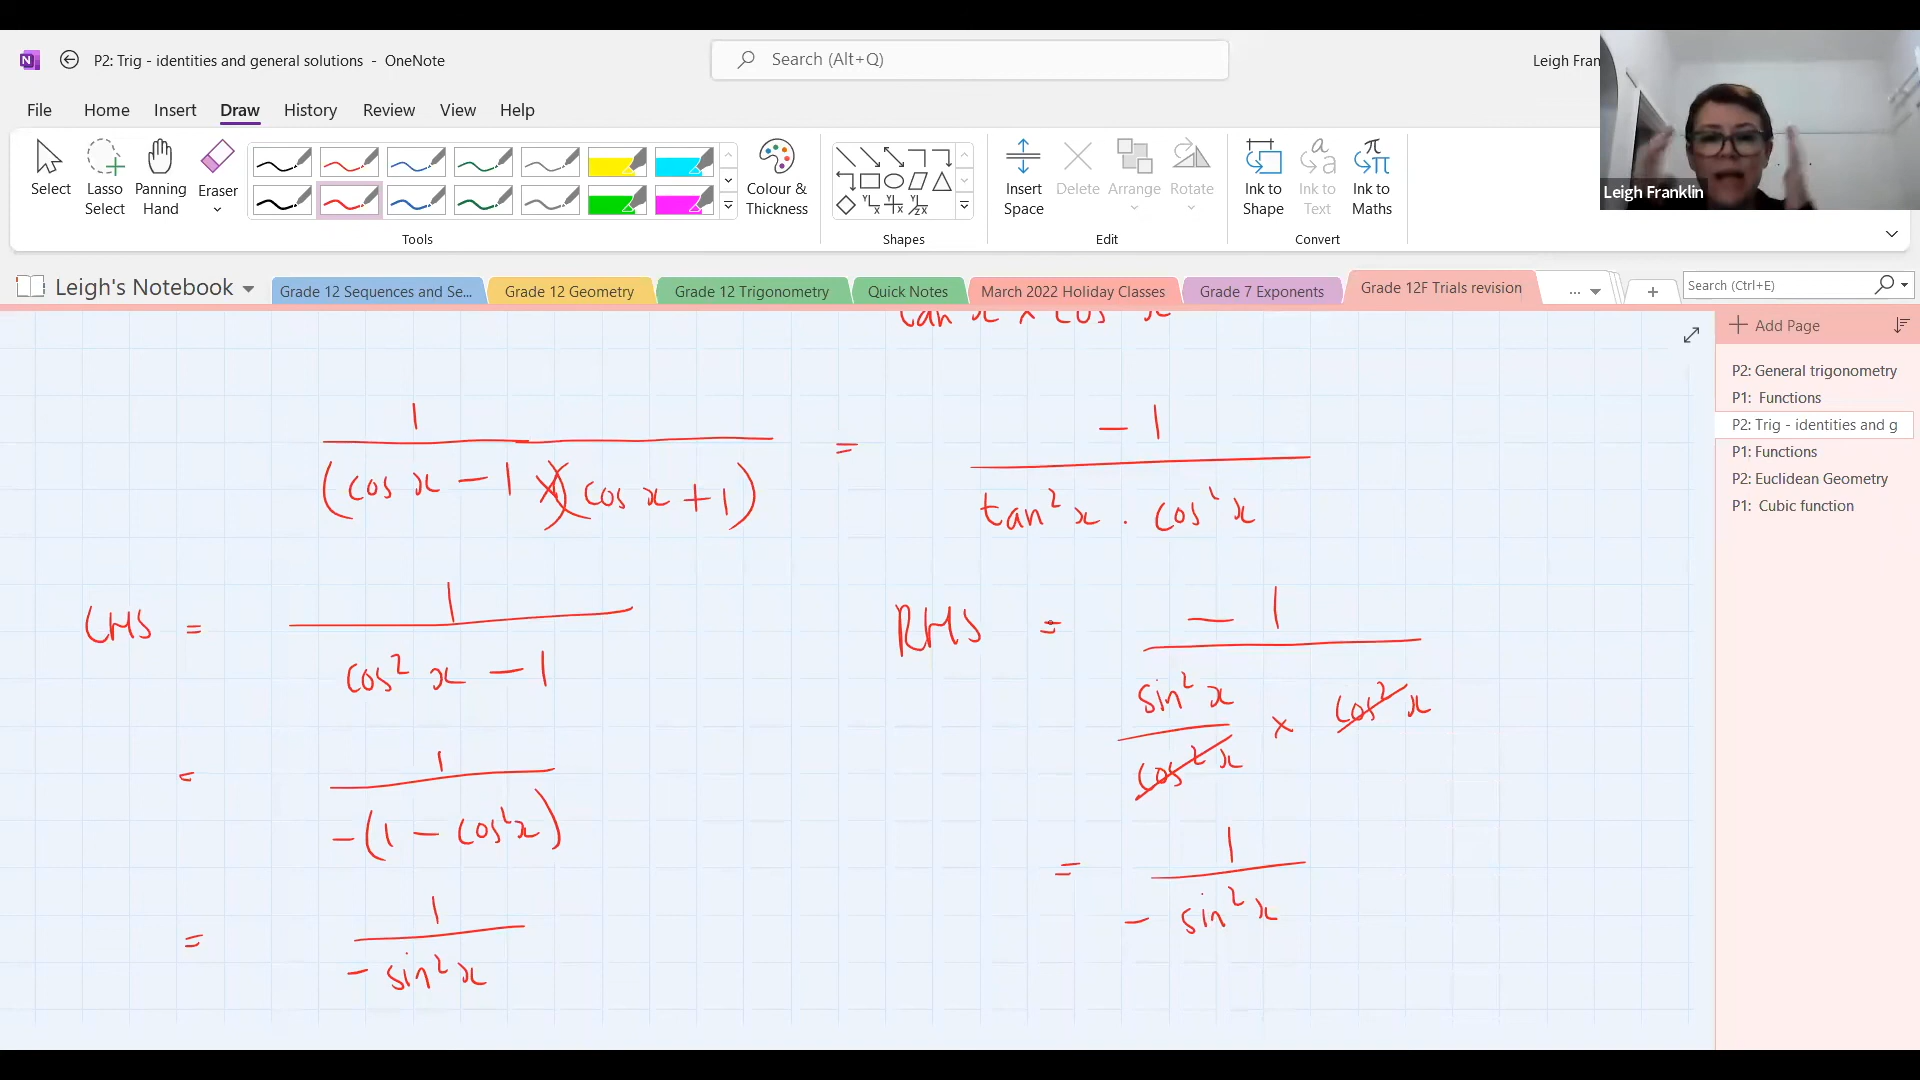 P2: Trig - identities and general solutions - OneNote
Search (Alt+Q)
Leigh Fran
File Home Insert Draw History Review View Help
Select
Lasso Select
Panning Hand
Eraser
Colour & Thickness
Insert Space
Delete
Arrange
Rotate
Ink to Shape
Ink to Text
Ink to Maths
Tools
Shapes
Edit
Convert
Leigh Franklin
Leigh's Notebook
Grade 12 Sequences and Se...
Grade 12 Geometry
Grade 12 Trigonometry
Quick Notes
March 2022 Holiday Classes
Grade 7 Exponents
Grade 12F Trials revision
...
Search (Ctrl+E)
Add Page
P2: General trigonometry
P1: Functions
P2: Trig - identities and g
P1: Functions
P2: Euclidean Geometry
P1: Cubic function
tan x × cos x
1 = -1
(cos x - 1)(cos x + 1) tan² x . cos² x
LHS = 1
cos² x - 1
= 1
-(1 - cos² x)
= 1
- sin² x
RHS = -1
sin² x × cos² x
cos² x
= 1
- sin² x